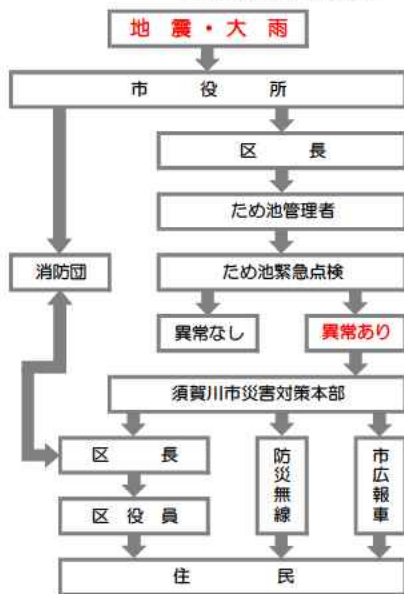 地 震・大 雨
市 役 所
区 長
ため池管理者
消防団
ため池緊急点検
異常なし
異常あり
須賀川市災害対策本部
区 長
防災無線
市広報車
区 役 員
住 民